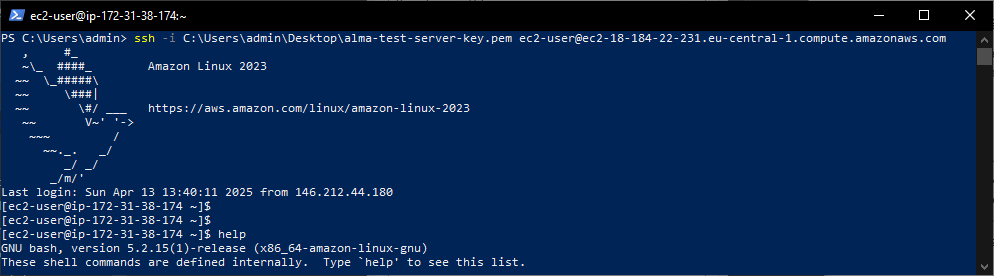 ec2-user@ip-172-31-38-174:~
PS C:\Users\admin> ssh -i C:\Users\admin\Desktop\alma-test-server-key.pem ec2-user@ec2-18-184-22-231.eu-central-1.compute.amazonaws.com
   ,     #_
   ~\_  ####_        Amazon Linux 2023
  ~~  \_#####\
  ~~     \###|
  ~~       \#/ ___   https://aws.amazon.com/linux/amazon-linux-2023
   ~~       V~' '->
    ~~~         /
      ~~._.   _/
         _/ _/
       _/m/'
Last login: Sun Apr 13 13:40:11 2025 from 146.212.44.180
[ec2-user@ip-172-31-38-174 ~]$
[ec2-user@ip-172-31-38-174 ~]$
[ec2-user@ip-172-31-38-174 ~]$ help
GNU bash, version 5.2.15(1)-release (x86_64-amazon-linux-gnu)
These shell commands are defined internally.  Type `help' to see this list.